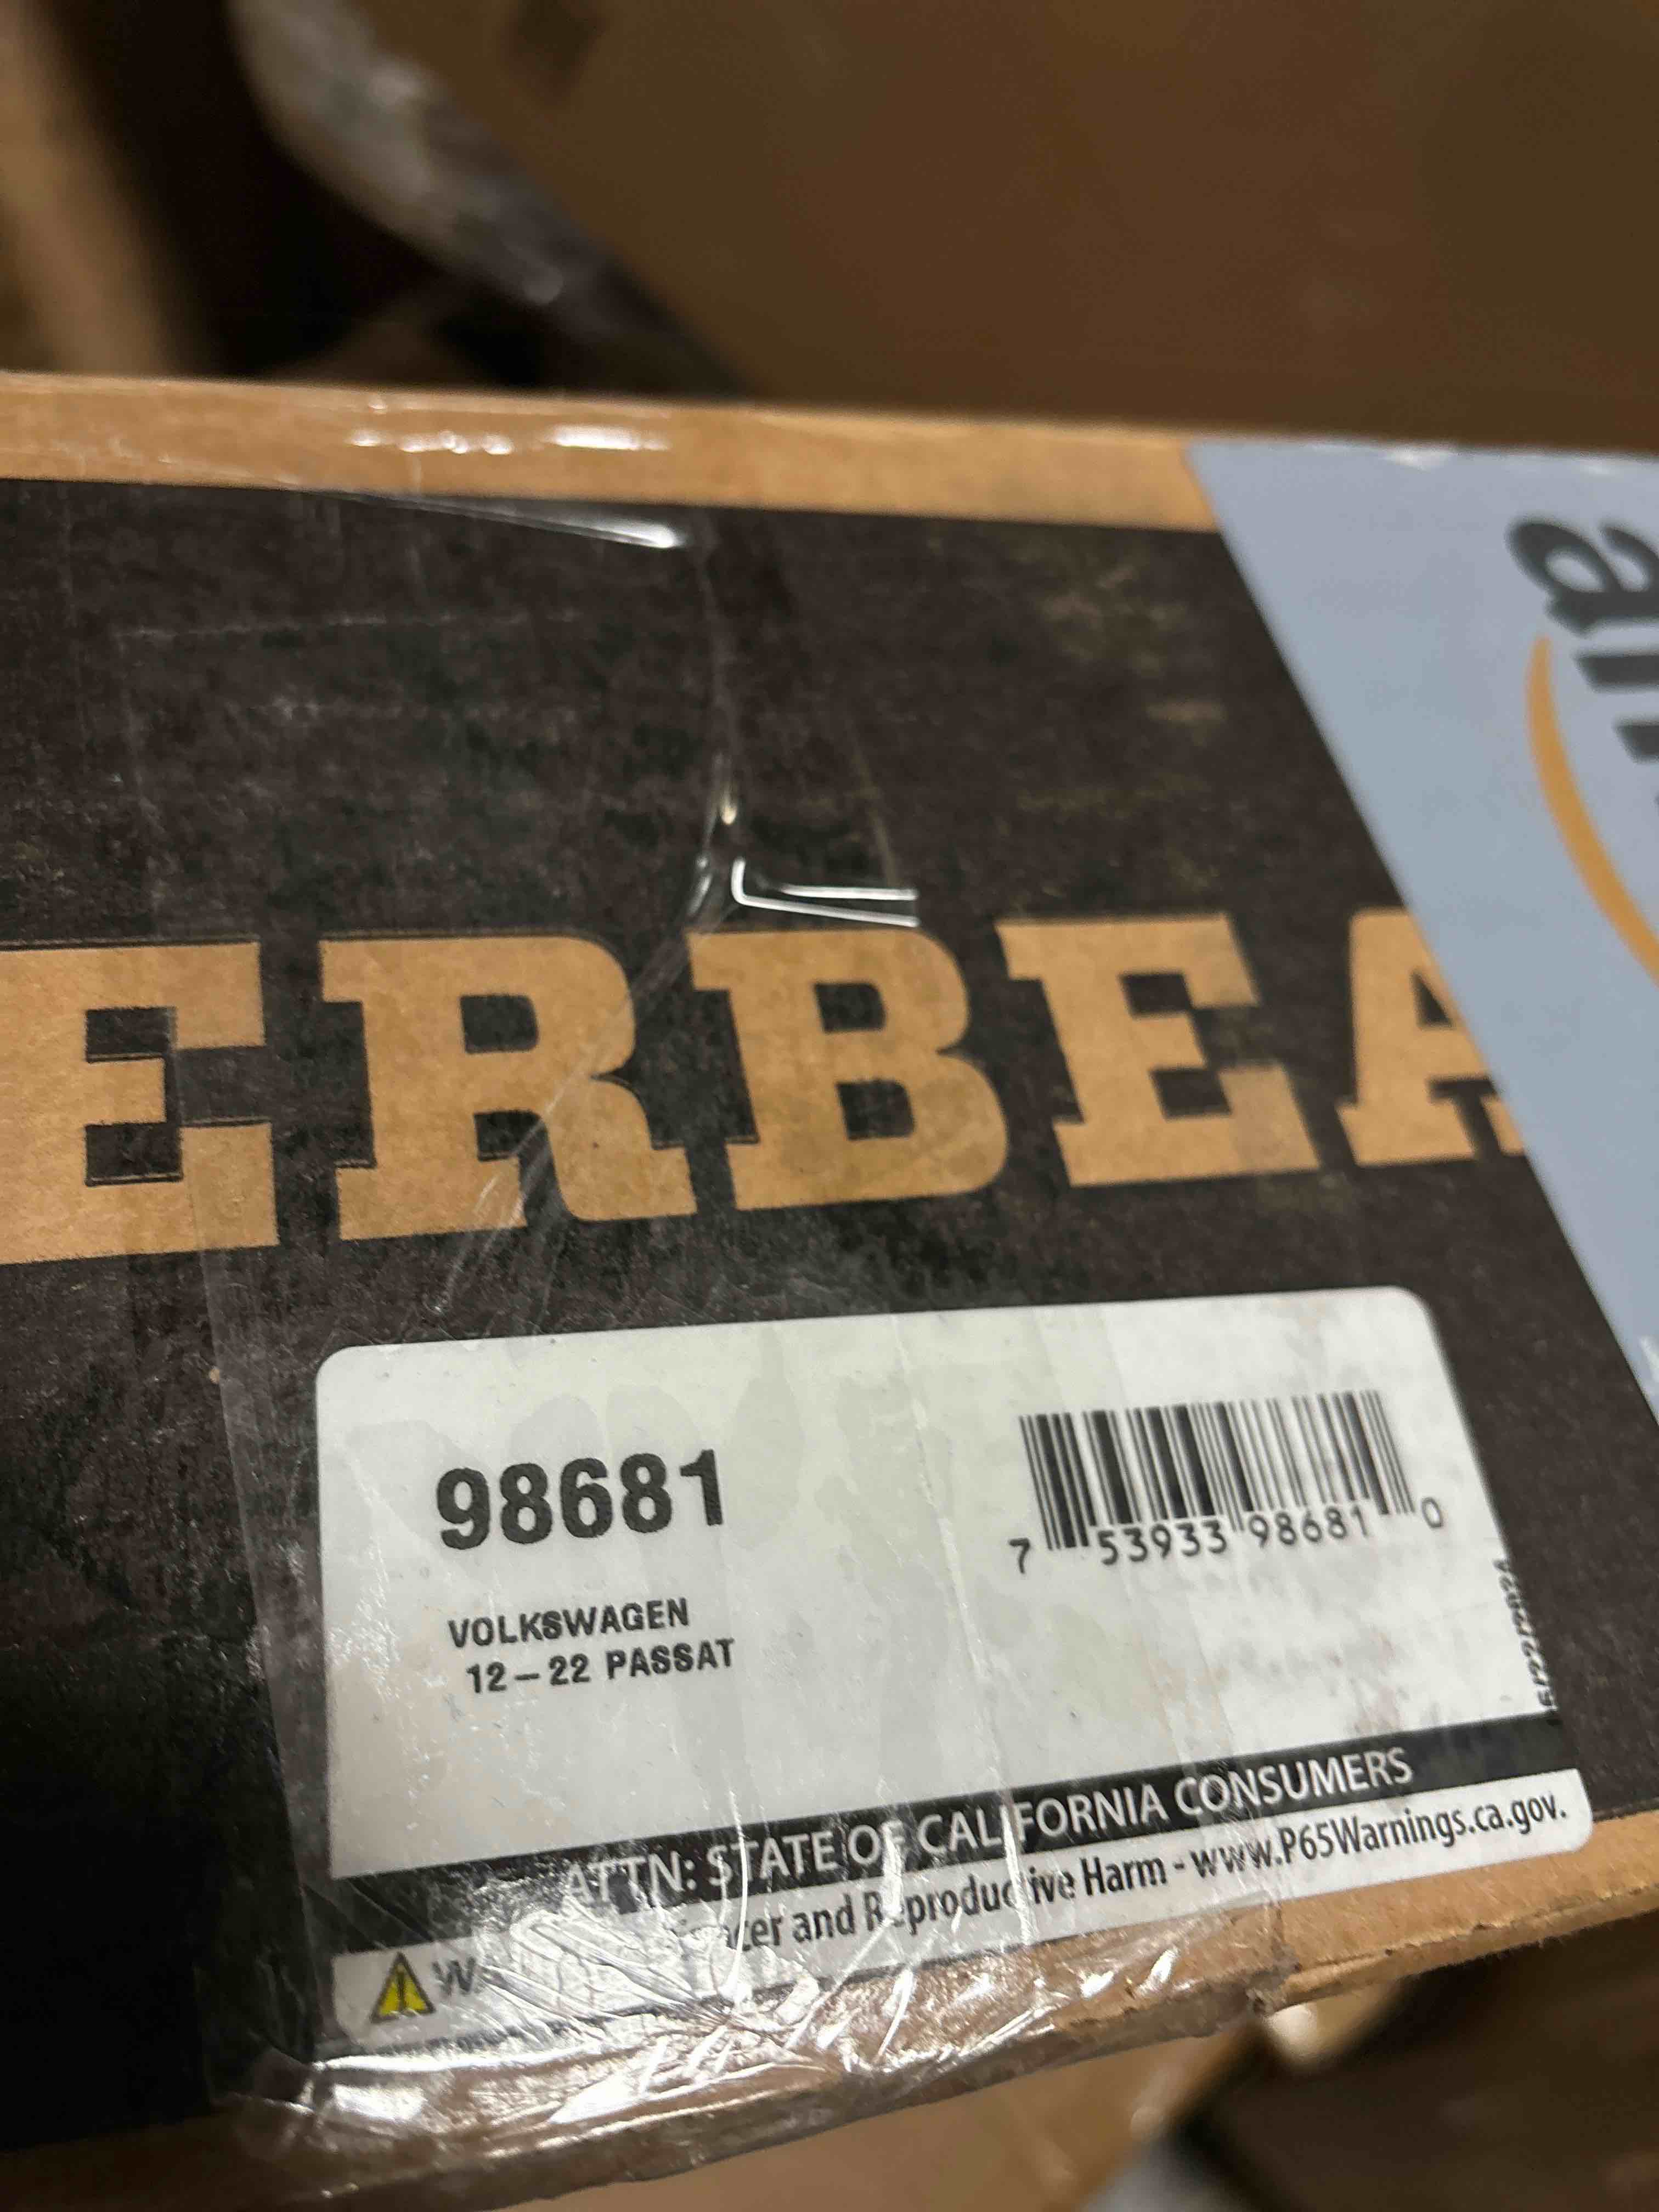 ERBEA
98681
7 53933 98681 0
VOLKSWAGEN
12–22 PASSAT
ATTN: STATE OF CALIFORNIA CONSUMERS
and Reproductive Harm - www.P65Warnings.ca.gov.